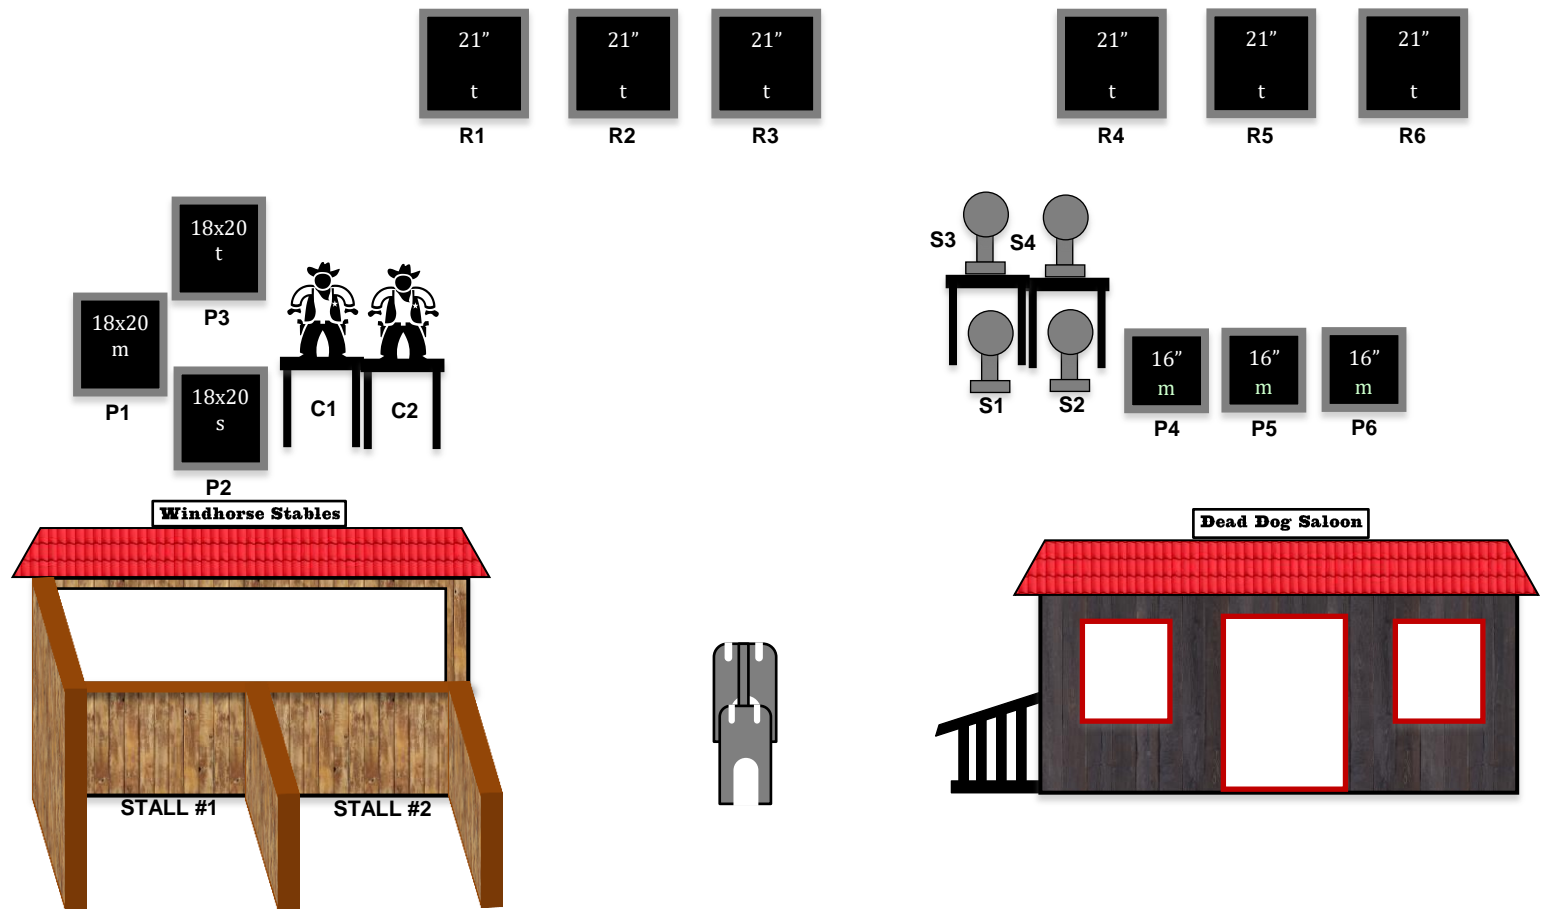 21”
t
R1
21”
t
R2
21”
t
R3
21”
t
R4
21”
t
R5
21”
t
R6
18x20
t
P3
18x20
m
P1
18x20
s
P2
C1
C2
S3
S4
S1
S2
16”
m
P4
16”
m
P5
16”
m
P6
Windhorse Stables
Dead Dog Saloon
STALL #1
STALL #2